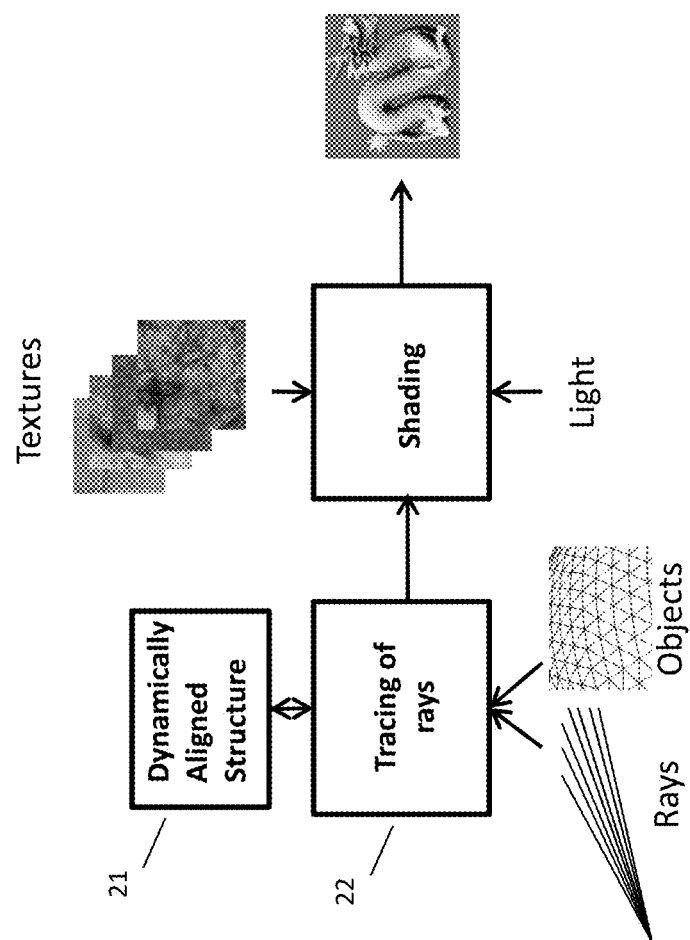 Textures
21
Dynamically
Aligned
Structure
22
Tracing of
rays
Shading
Rays
Objects
Light